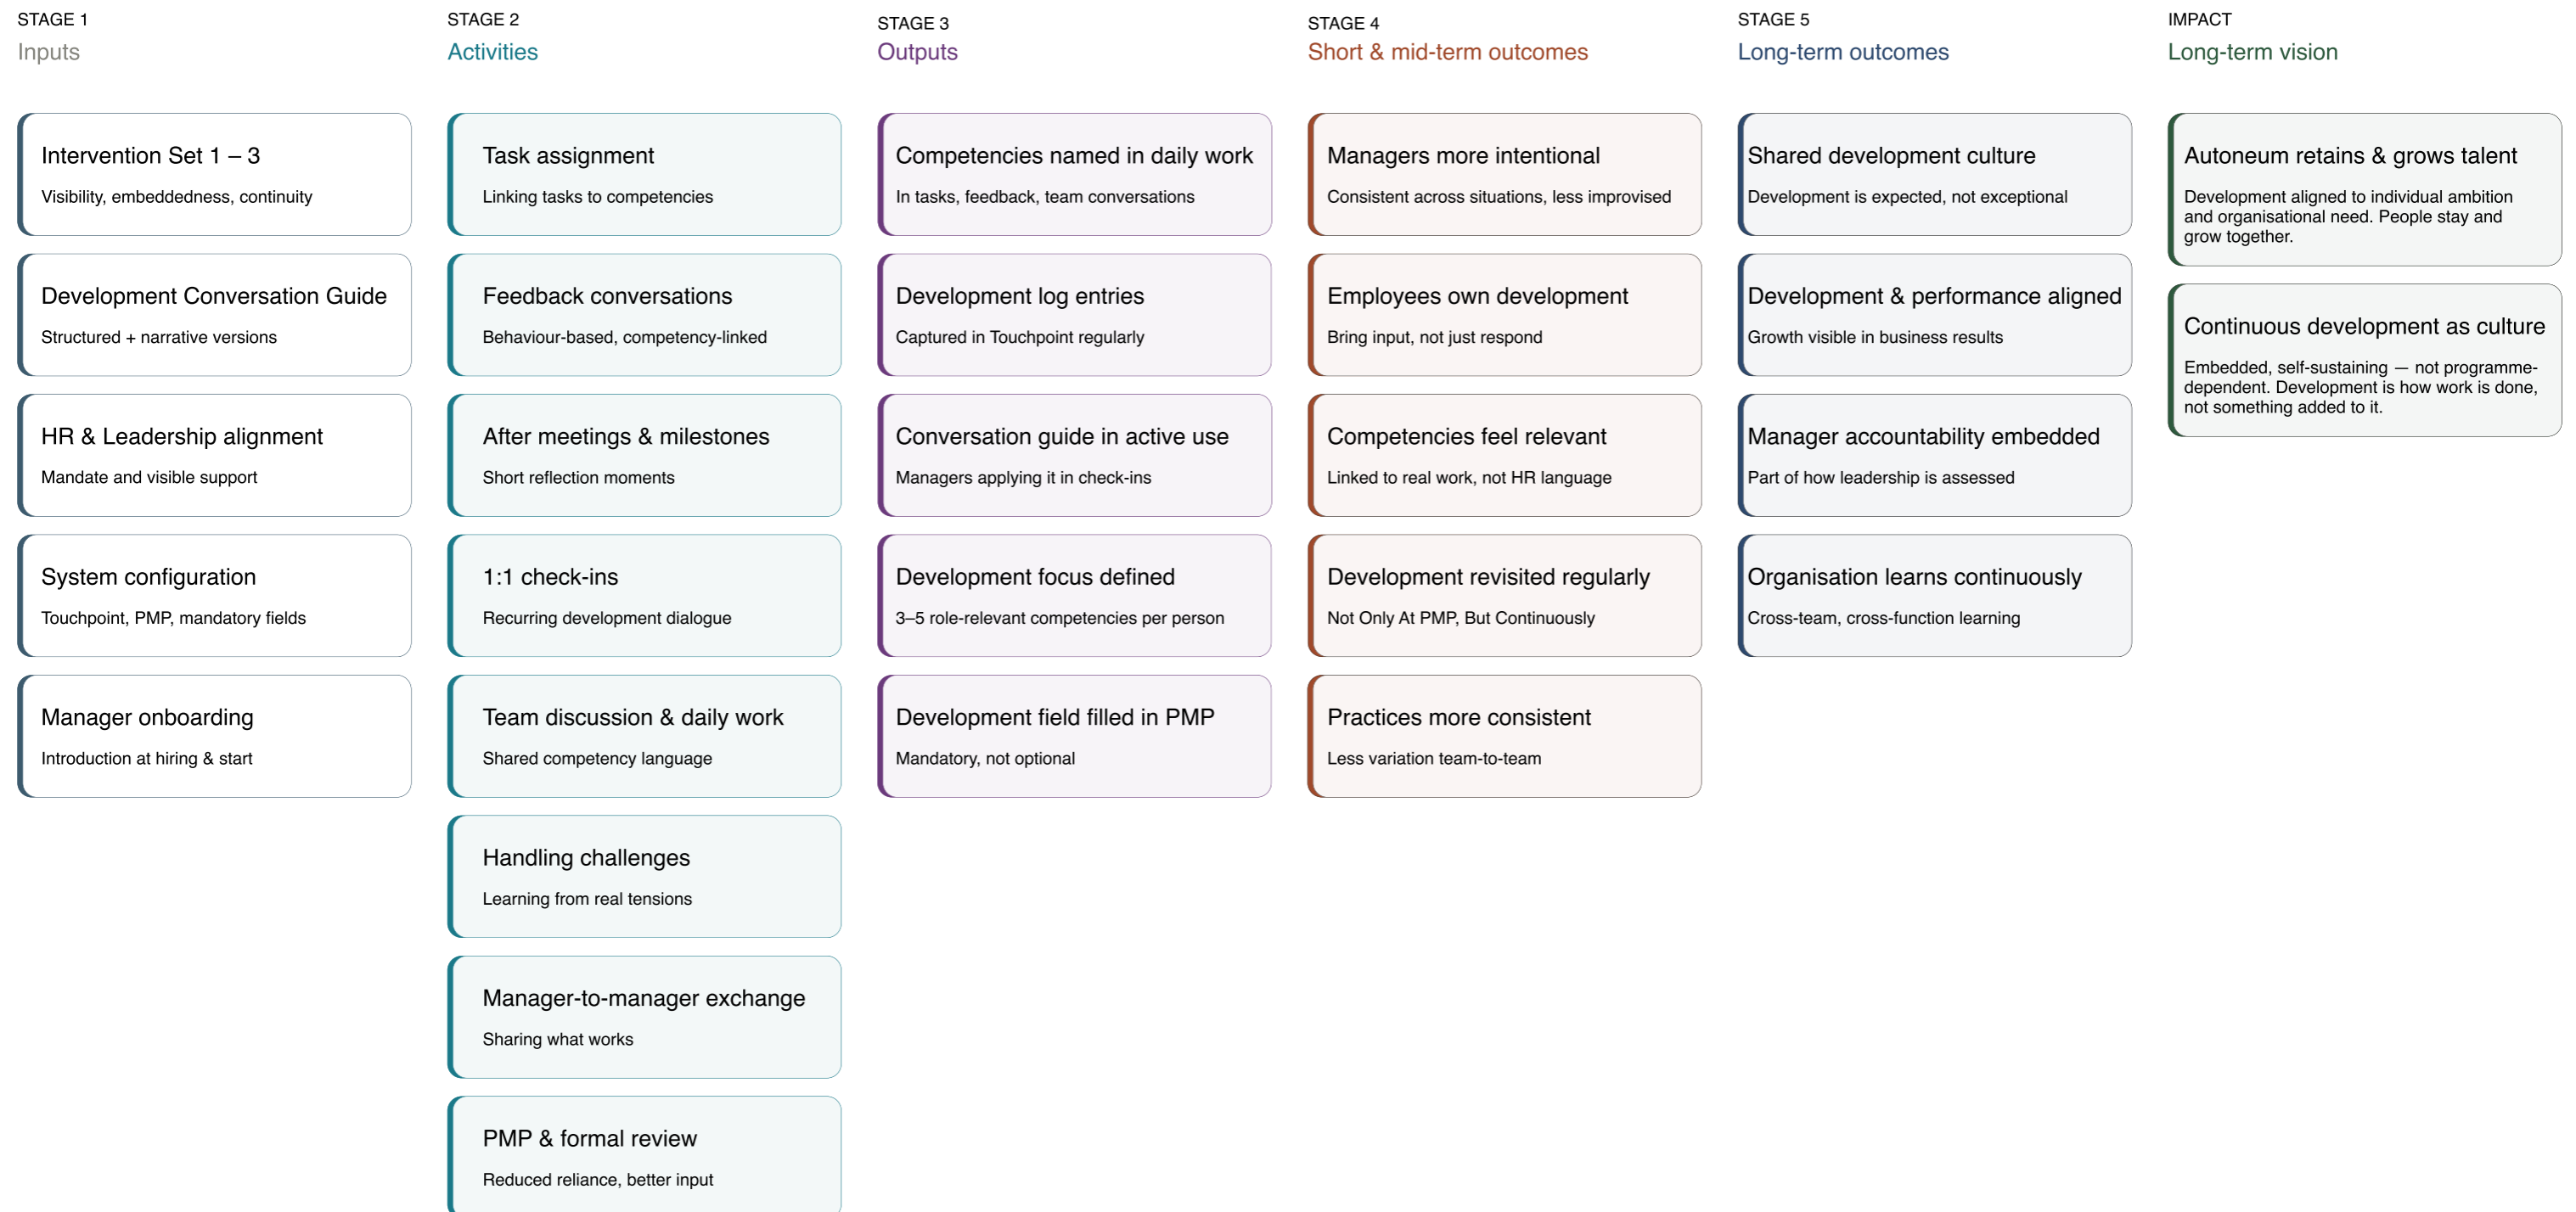 STAGE 1
Inputs
Intervention Set 1 – 3
Visibility, embeddedness, continuity
Development Conversation Guide
Structured + narrative versions
HR & Leadership alignment
Mandate and visible support
System configuration
Touchpoint, PMP, mandatory fields
Manager onboarding
Introduction at hiring & start
STAGE 2
Activities
Task assignment
Linking tasks to competencies
Feedback conversations
Behaviour-based, competency-linked
After meetings & milestones
Short reflection moments
1:1 check-ins
Recurring development dialogue
Team discussion & daily work
Shared competency language
Handling challenges
Learning from real tensions
Manager-to-manager exchange
Sharing what works
PMP & formal review
Reduced reliance, better input
STAGE 3
Outputs
Competencies named in daily work
In tasks, feedback, team conversations
Development log entries
Captured in Touchpoint regularly
Conversation guide in active use
Managers applying it in check-ins
Development focus defined
3–5 role-relevant competencies per person
Development field filled in PMP
Mandatory, not optional
STAGE 4
Short & mid-term outcomes
Managers more intentional
Consistent across situations, less improvised
Employees own development
Bring input, not just respond
Competencies feel relevant
Linked to real work, not HR language
Development revisited regularly
Not Only At PMP, But Continuously
Practices more consistent
Less variation team-to-team
STAGE 5
Long-term outcomes
Shared development culture
Development is expected, not exceptional
Development & performance aligned
Growth visible in business results
Manager accountability embedded
Part of how leadership is assessed
Organisation learns continuously
Cross-team, cross-function learning
IMPACT
Long-term vision
Autoneum retains & grows talent
Development aligned to individual ambition
and organisational need. People stay and
grow together.
Continuous development as culture
Embedded, self-sustaining — not programme-
dependent. Development is how work is done,
not something added to it.